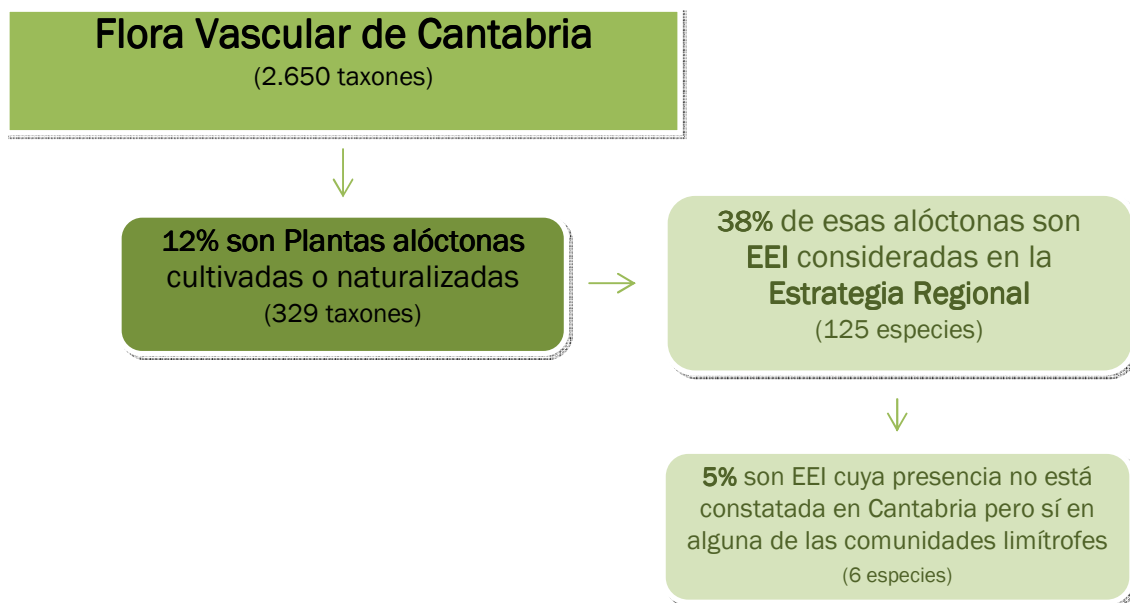 Flora Vascular de Cantabria
(2.650 taxones)
12% son Plantas alóctonas
cultivadas o naturalizadas
(329 taxones)
38% de esas alóctonas son
EEI consideradas en la
Estrategia Regional
(125 especies)
5% son EEI cuya presencia no está
constatada en Cantabria pero sí en
alguna de las comunidades limítrofes
(6 especies)